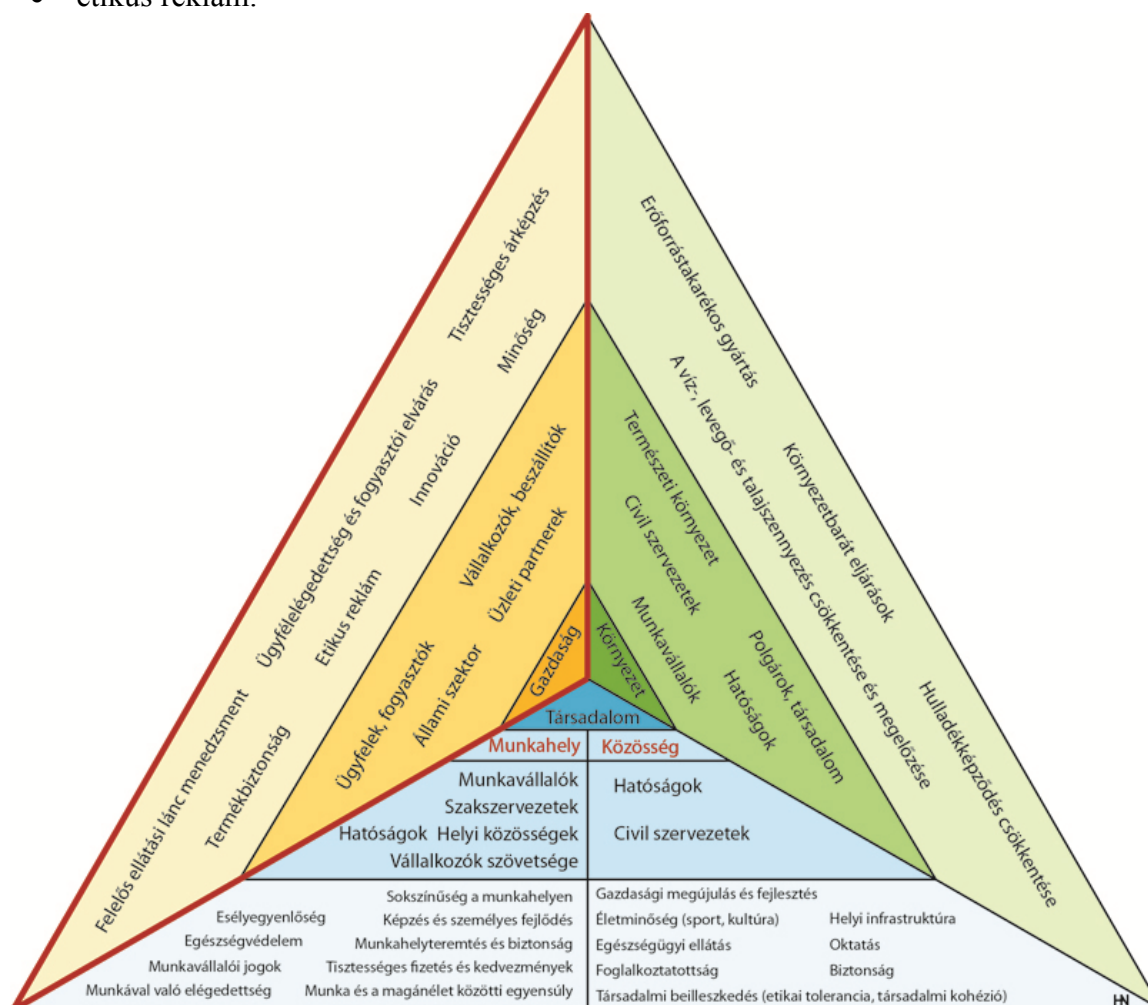 etikus reklám.
Tisztességes árképzés
Minőség
Ügyfélelégedettség és fogyasztói elvárás
Innováció
Etikus reklám
Felelős ellátási lánc menedzsment
Termékbiztonság
Vállalkozók, beszállítók
Üzleti partnerek
Ügyfelek, fogyasztók
Állami szektor
Gazdaság
Erőforrástakarékos gyártás
A víz-, levegő- és talajszennyezés csökkentése és megelőzése
Környezetbarát eljárások
Hulladékképződés csökkentése
Természeti környezet
Civil szervezetek
Munkavállalók
Polgárok, társadalom
Hatóságok
Környezet
Társadalom
Munkahely
Munkavállalók
Szakszervezetek
Hatóságok Helyi közösségek
Vállalkozók szövetsége
Közösség
Hatóságok
Civil szervezetek
Sokszínűség a munkahelyen
Esélyegyenlőség
Képzés és személyes fejlődés
Egészségvédelem
Munkahelyteremtés és biztonság
Munkavállalói jogok
Tisztességes fizetés és kedvezmények
Munkával való elégedettség
Munka és a magánélet közötti egyensúly
Gazdasági megújulás és fejlesztés
Életminőség (sport, kultúra)
Helyi infrastruktúra
Egészségügyi ellátás
Oktatás
Foglalkoztatottság
Biztonság
Társadalmi beilleszkedés (etikai tolerancia, társadalmi kohézió)